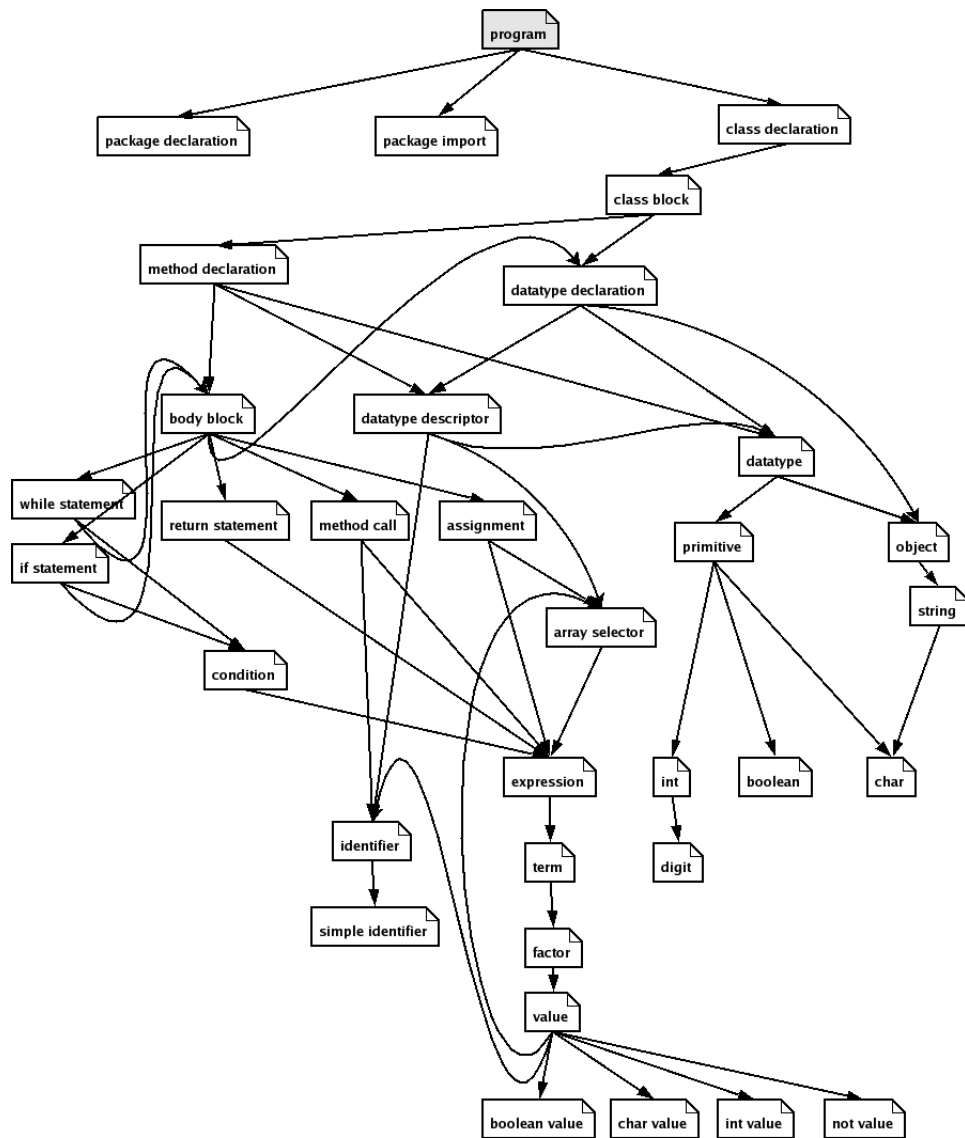 program
package declaration
package import
class declaration
class block
method declaration
datatype declaration
body block
datatype descriptor
datatype
while statement
return statement
method call
assignment
primitive
object
if statement
string
array selector
condition
expression
int
boolean
char
identifier
term
digit
simple identifier
factor
value
boolean value
char value
int value
not value